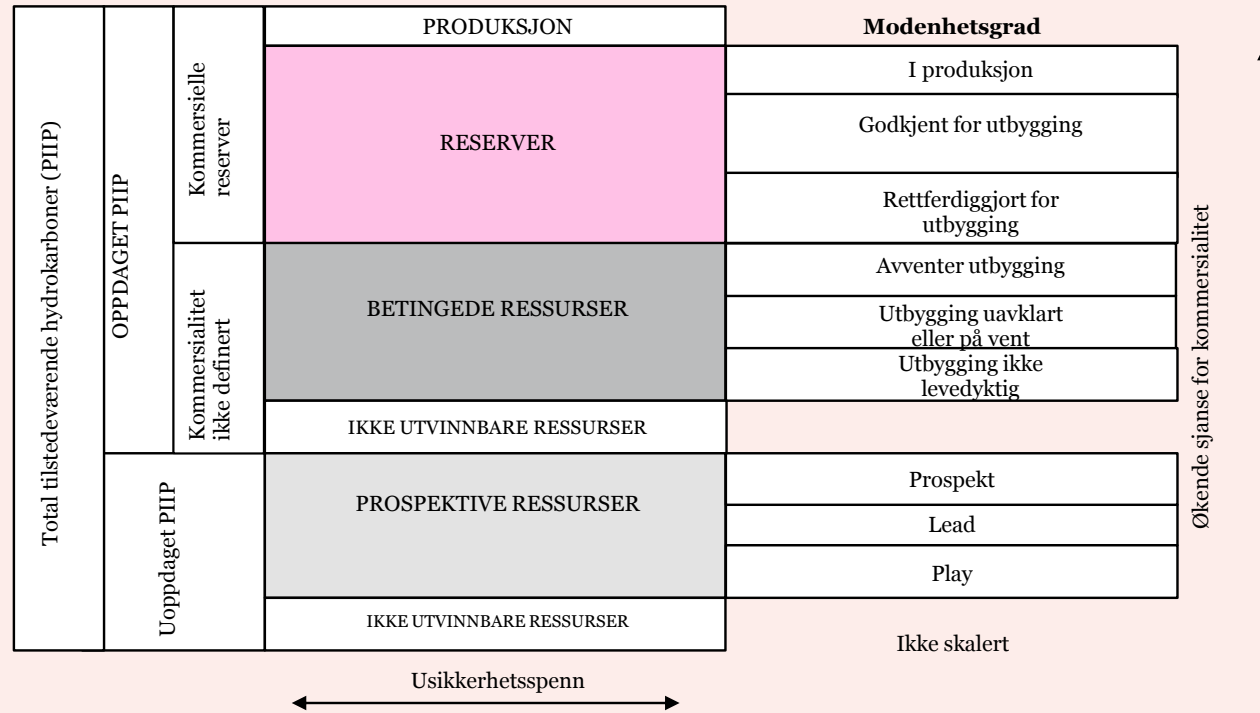 Total tilstedeværende hydrokarboner (PIIP)
OPPDAGET PIIP
Kommersielle
reserver
PRODUKSJON
Modenhetsgrad
RESERVER
I produksjon
Godkjent for utbygging
Rettferdiggjort for
utbygging
Kommersialitet
ikke definert
BETINGEDE RESSURSER
Avventer utbygging
Utbygging uavklart
eller på vent
Utbygging ikke
levedyktig
IKKE UTVINNBARE RESSURSER
Uoppdaget PIIP
PROSPEKTIVE RESSURSER
Prospekt
Lead
Play
IKKE UTVINNBARE RESSURSER
Økende sjanse for kommersialitet
Ikke skalert
Usikkerhetsspenn